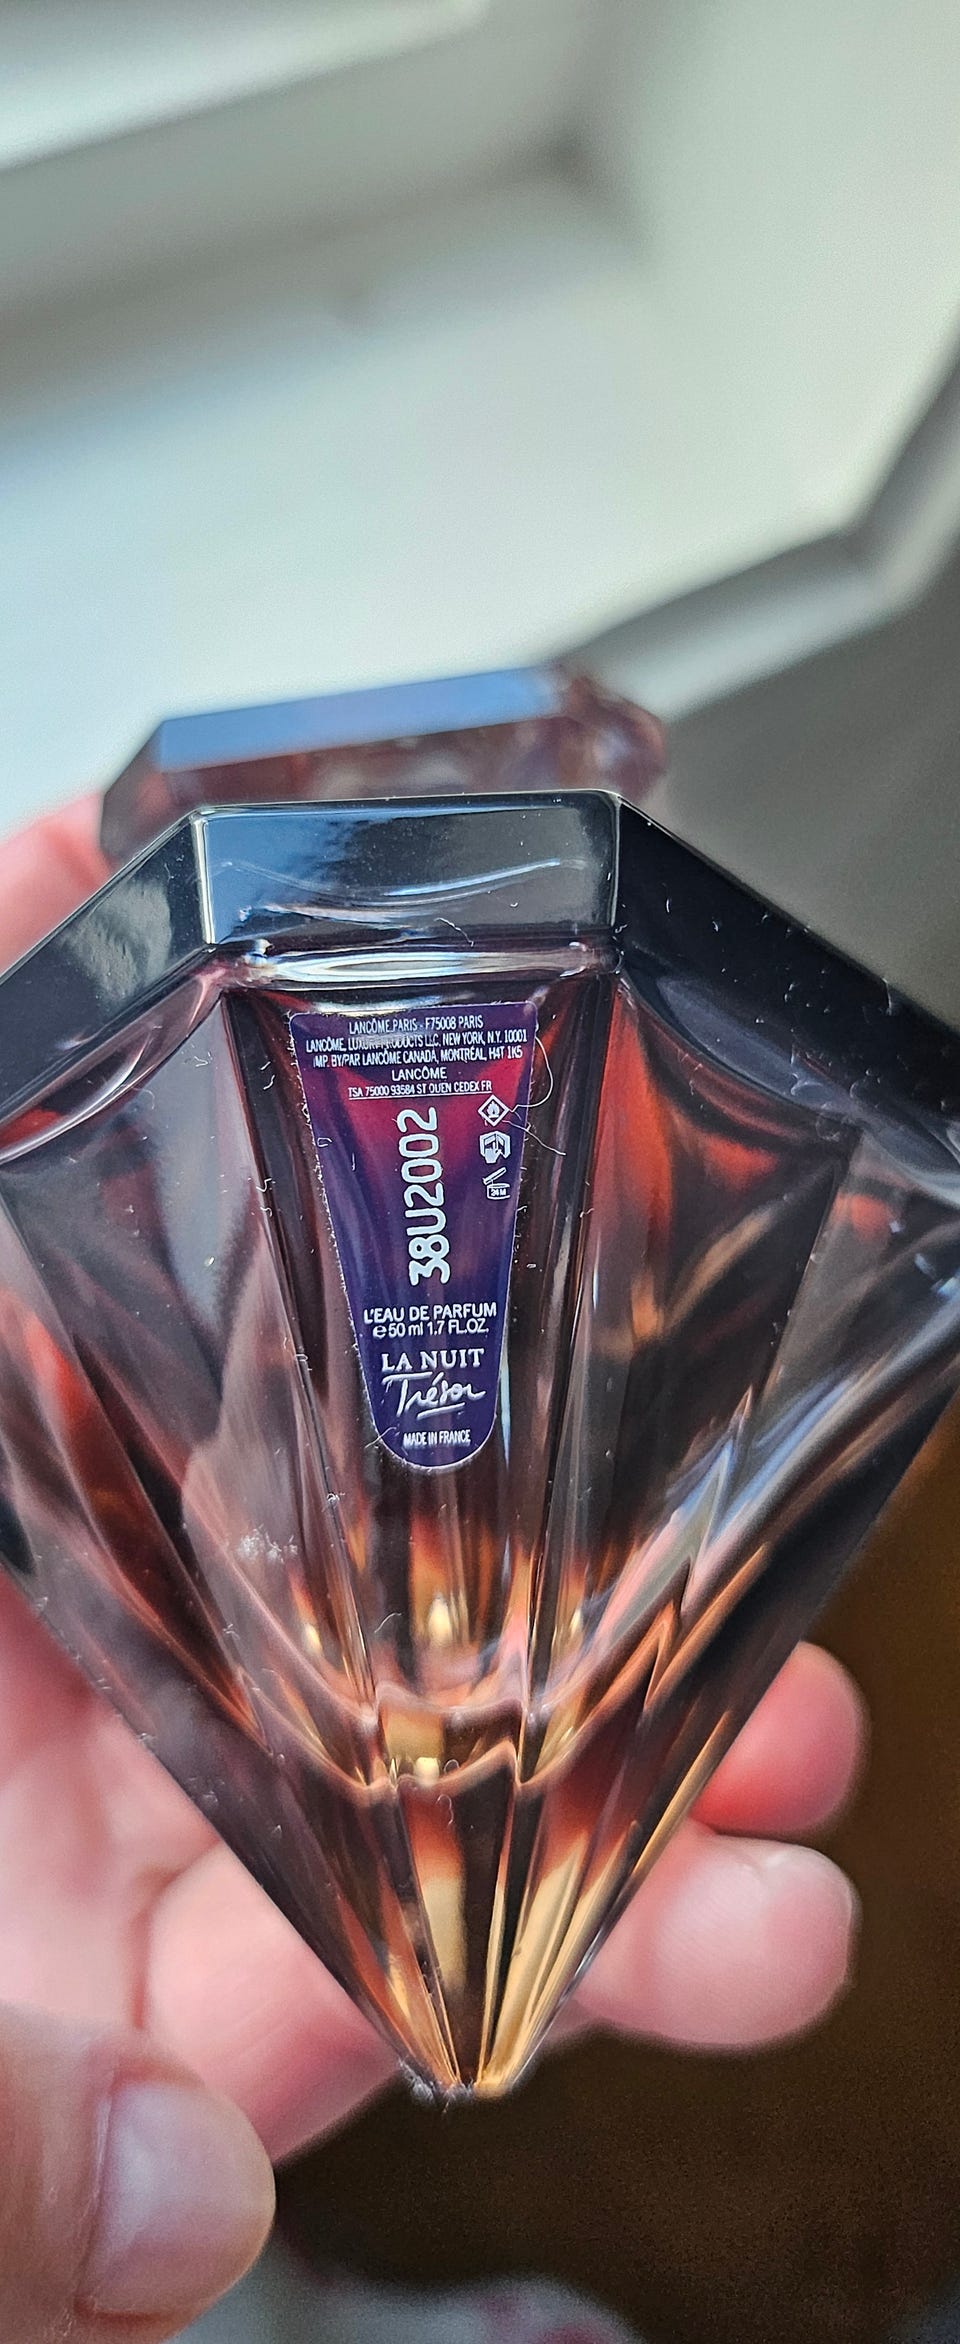 LANCÔME PARIS - F75008 PARIS
LANCÔME, LUXURY PRODUCTS LLC, NEW YORK, N.Y. 10001
IMP. BY/PAR LANCÔME CANADA, MONTRÉAL, H4T 1K5
LANCÔME
TSA 75000 93584 ST OUEN CEDEX FR
38U2002
24 M
L'EAU DE PARFUM
℮ 50 ml 1.7 FL.OZ.
LA NUIT
Trésor
MADE IN FRANCE